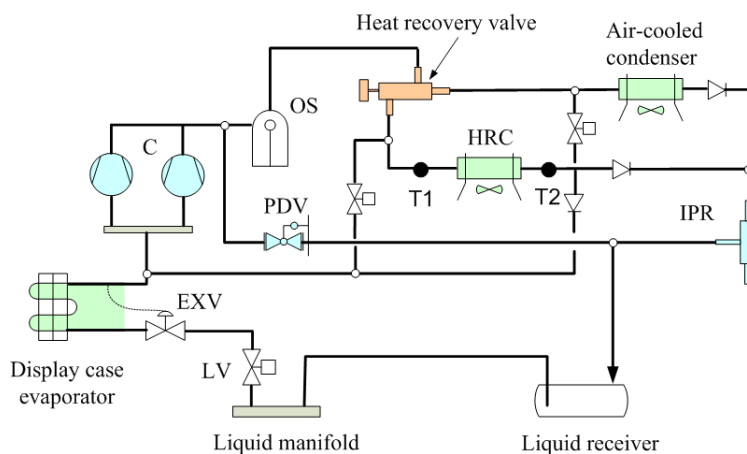 Heat recovery valve
Air-cooled
condenser
OS
C
HRC
T1
T2
PDV
IPR
EXV
Display case
evaporator
LV
Liquid manifold
Liquid receiver